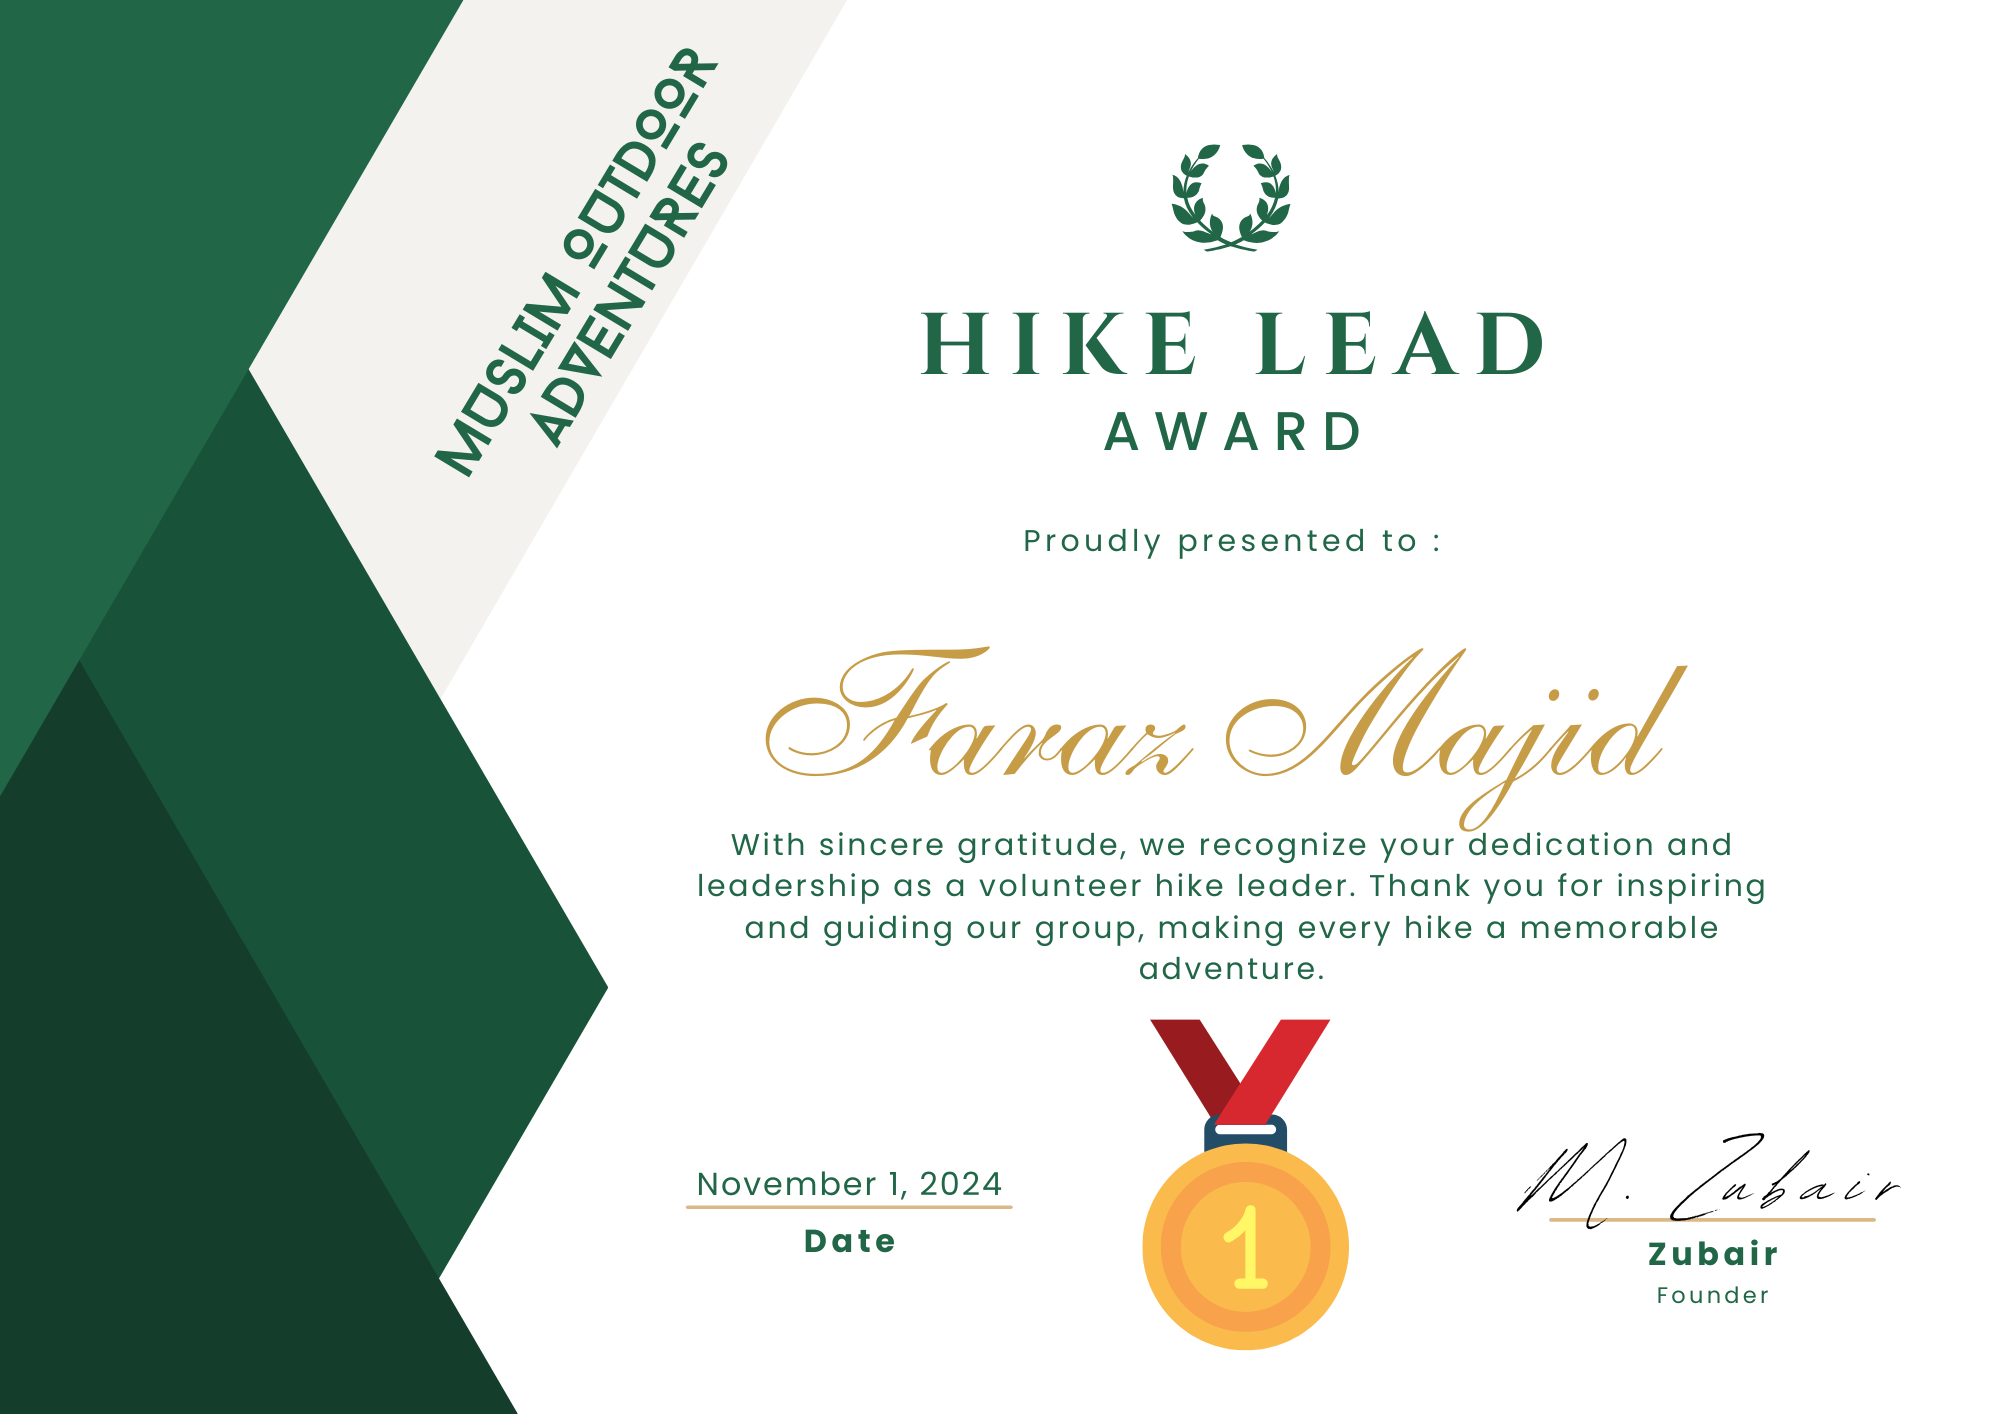 MUSLIM OUTDOOR
ADVENTURES
HIKE LEAD
AWARD
Proudly presented to :
Faraz Majid
With sincere gratitude, we recognize your dedication and
leadership as a volunteer hike leader. Thank you for inspiring
and guiding our group, making every hike a memorable
adventure.
November 1, 2024
Date
1
M. Zubair
Zubair
Founder